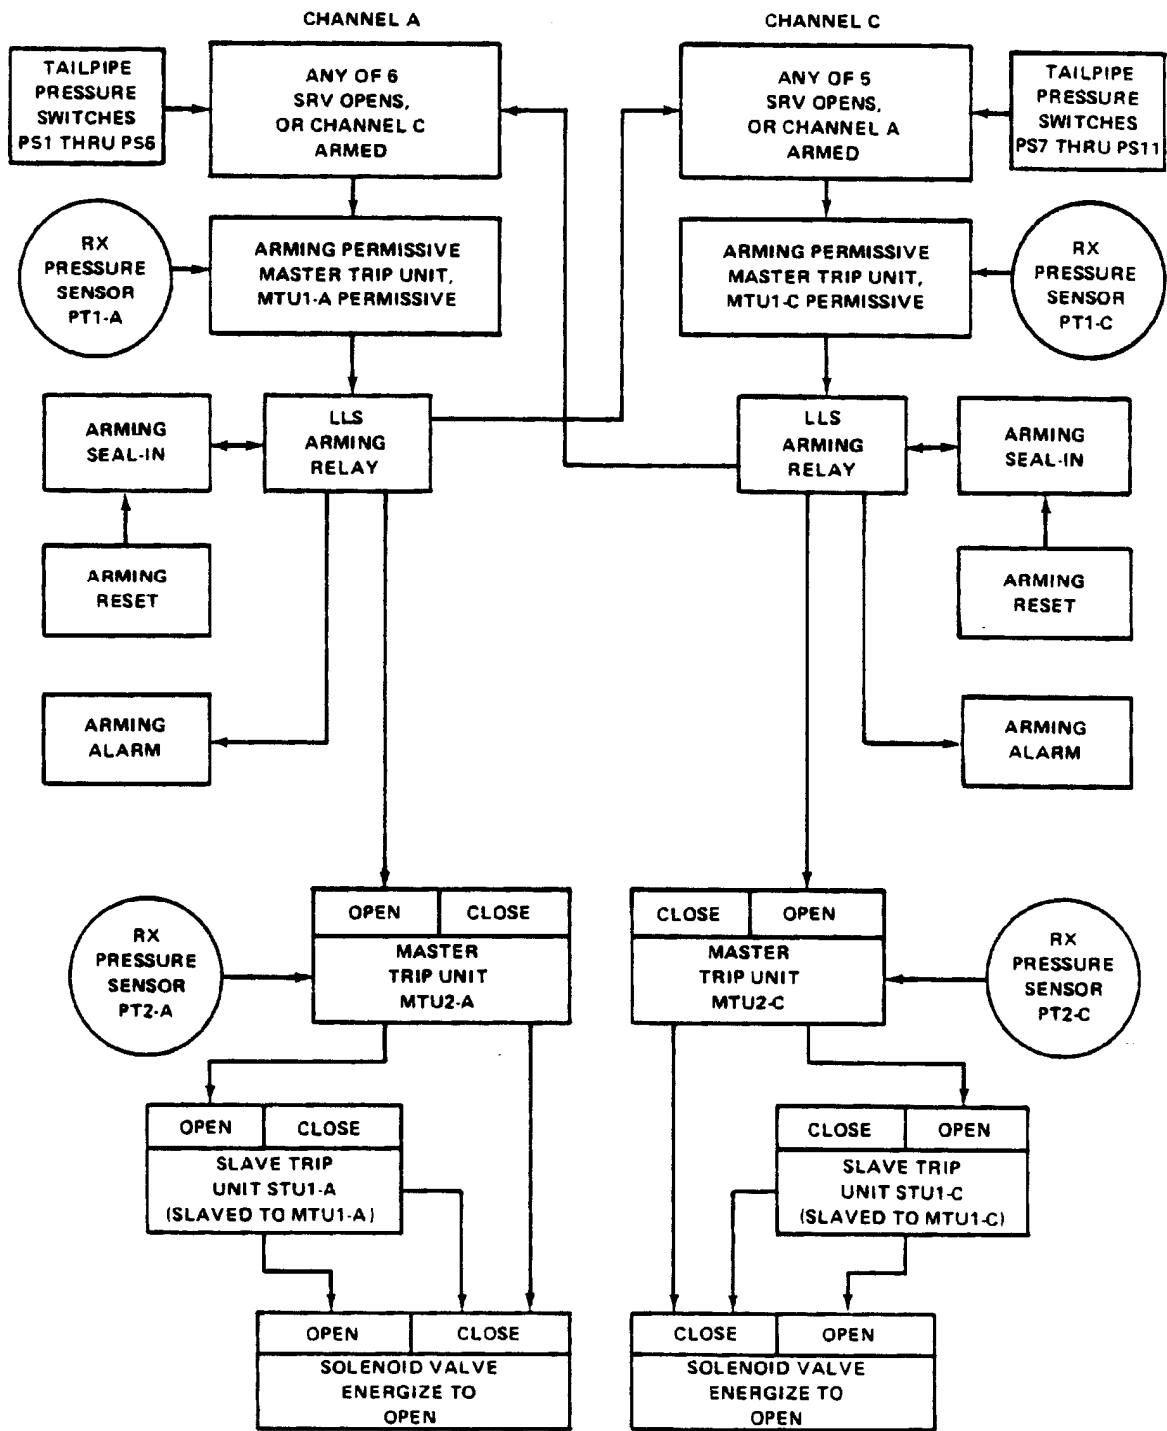 CHANNEL A
CHANNEL C
TAILPIPE
PRESSURE
SWITCHES
PS1 THRU PS6
ANY OF 6
SRV OPENS,
OR CHANNEL C
ARMED
ANY OF 5
SRV OPENS,
OR CHANNEL A
ARMED
TAILPIPE
PRESSURE
SWITCHES
PS7 THRU PS11
RX
PRESSURE
SENSOR
PT1-A
ARMING PERMISSIVE
MASTER TRIP UNIT,
MTU1-A PERMISSIVE
ARMING PERMISSIVE
MASTER TRIP UNIT,
MTU1-C PERMISSIVE
RX
PRESSURE
SENSOR
PT1-C
ARMING
SEAL-IN
LLS
ARMING
RELAY
LLS
ARMING
RELAY
ARMING
SEAL-IN
ARMING
RESET
ARMING
RESET
ARMING
ALARM
ARMING
ALARM
RX
PRESSURE
SENSOR
PT2-A
OPEN
CLOSE
MASTER
TRIP UNIT
MTU2-A
CLOSE
OPEN
MASTER
TRIP UNIT
MTU2-C
RX
PRESSURE
SENSOR
PT2-C
OPEN
CLOSE
SLAVE TRIP
UNIT STU1-A
(SLAVED TO MTU1-A)
CLOSE
OPEN
SLAVE TRIP
UNIT STU1-C
(SLAVED TO MTU1-C)
OPEN
CLOSE
SOLENOID VALVE
ENERGIZE TO
OPEN
CLOSE
OPEN
SOLENOID VALVE
ENERGIZE TO
OPEN